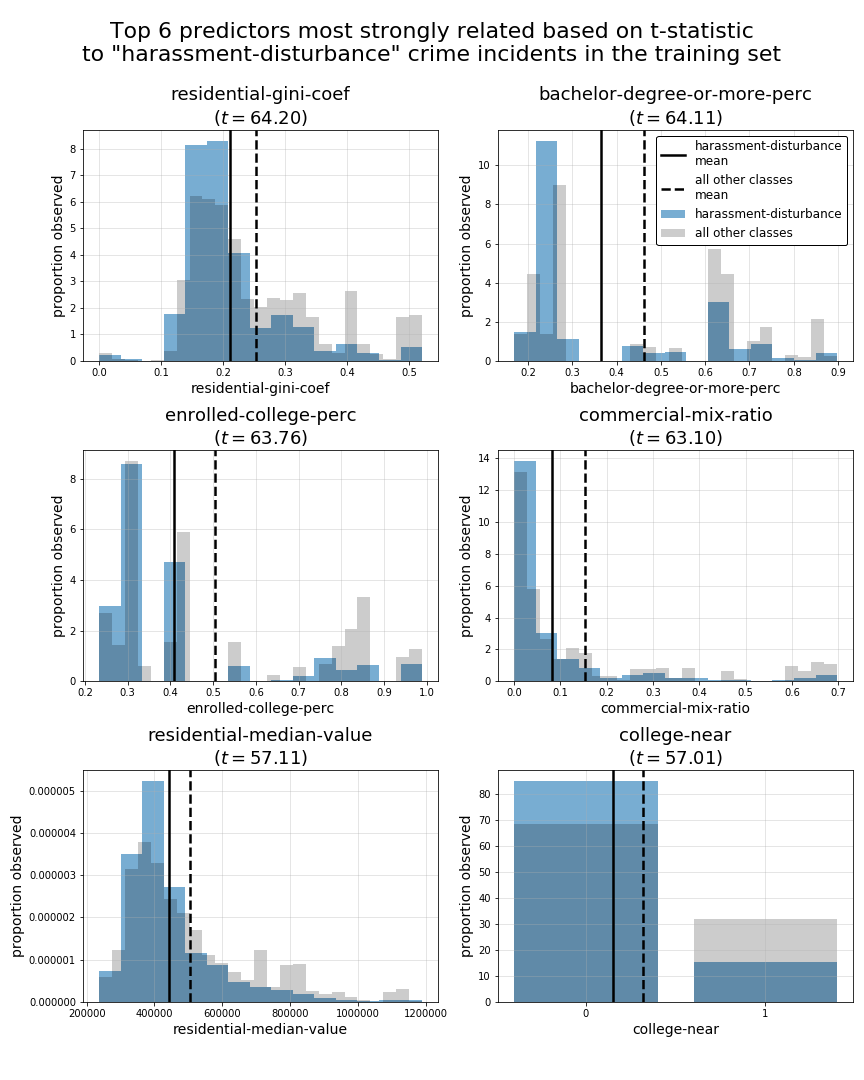 Top 6 predictors most strongly related based on t-statistic
to "harassment-disturbance" crime incidents in the training set
residential-gini-coef
(t = 64.20)
proportion observed
8
7
6
5
4
3
2
1
0
0.0 0.1 0.2 0.3 0.4 0.5
residential-gini-coef
bachelor-degree-or-more-perc
(t = 64.11)
harassment-disturbance
mean
all other classes
mean
harassment-disturbance
all other classes
proportion observed
10
8
6
4
2
0
0.2 0.3 0.4 0.5 0.6 0.7 0.8 0.9
bachelor-degree-or-more-perc
enrolled-college-perc
(t = 63.76)
proportion observed
8
6
4
2
0
0.2 0.3 0.4 0.5 0.6 0.7 0.8 0.9 1.0
enrolled-college-perc
commercial-mix-ratio
(t = 63.10)
proportion observed
14
12
10
8
6
4
2
0
0.0 0.1 0.2 0.3 0.4 0.5 0.6 0.7
commercial-mix-ratio
residential-median-value
(t = 57.11)
proportion observed
0.000005
0.000004
0.000003
0.000002
0.000001
0.000000
200000 400000 600000 800000 1000000 1200000
residential-median-value
college-near
(t = 57.01)
proportion observed
80
70
60
50
40
30
20
10
0
0 1
college-near